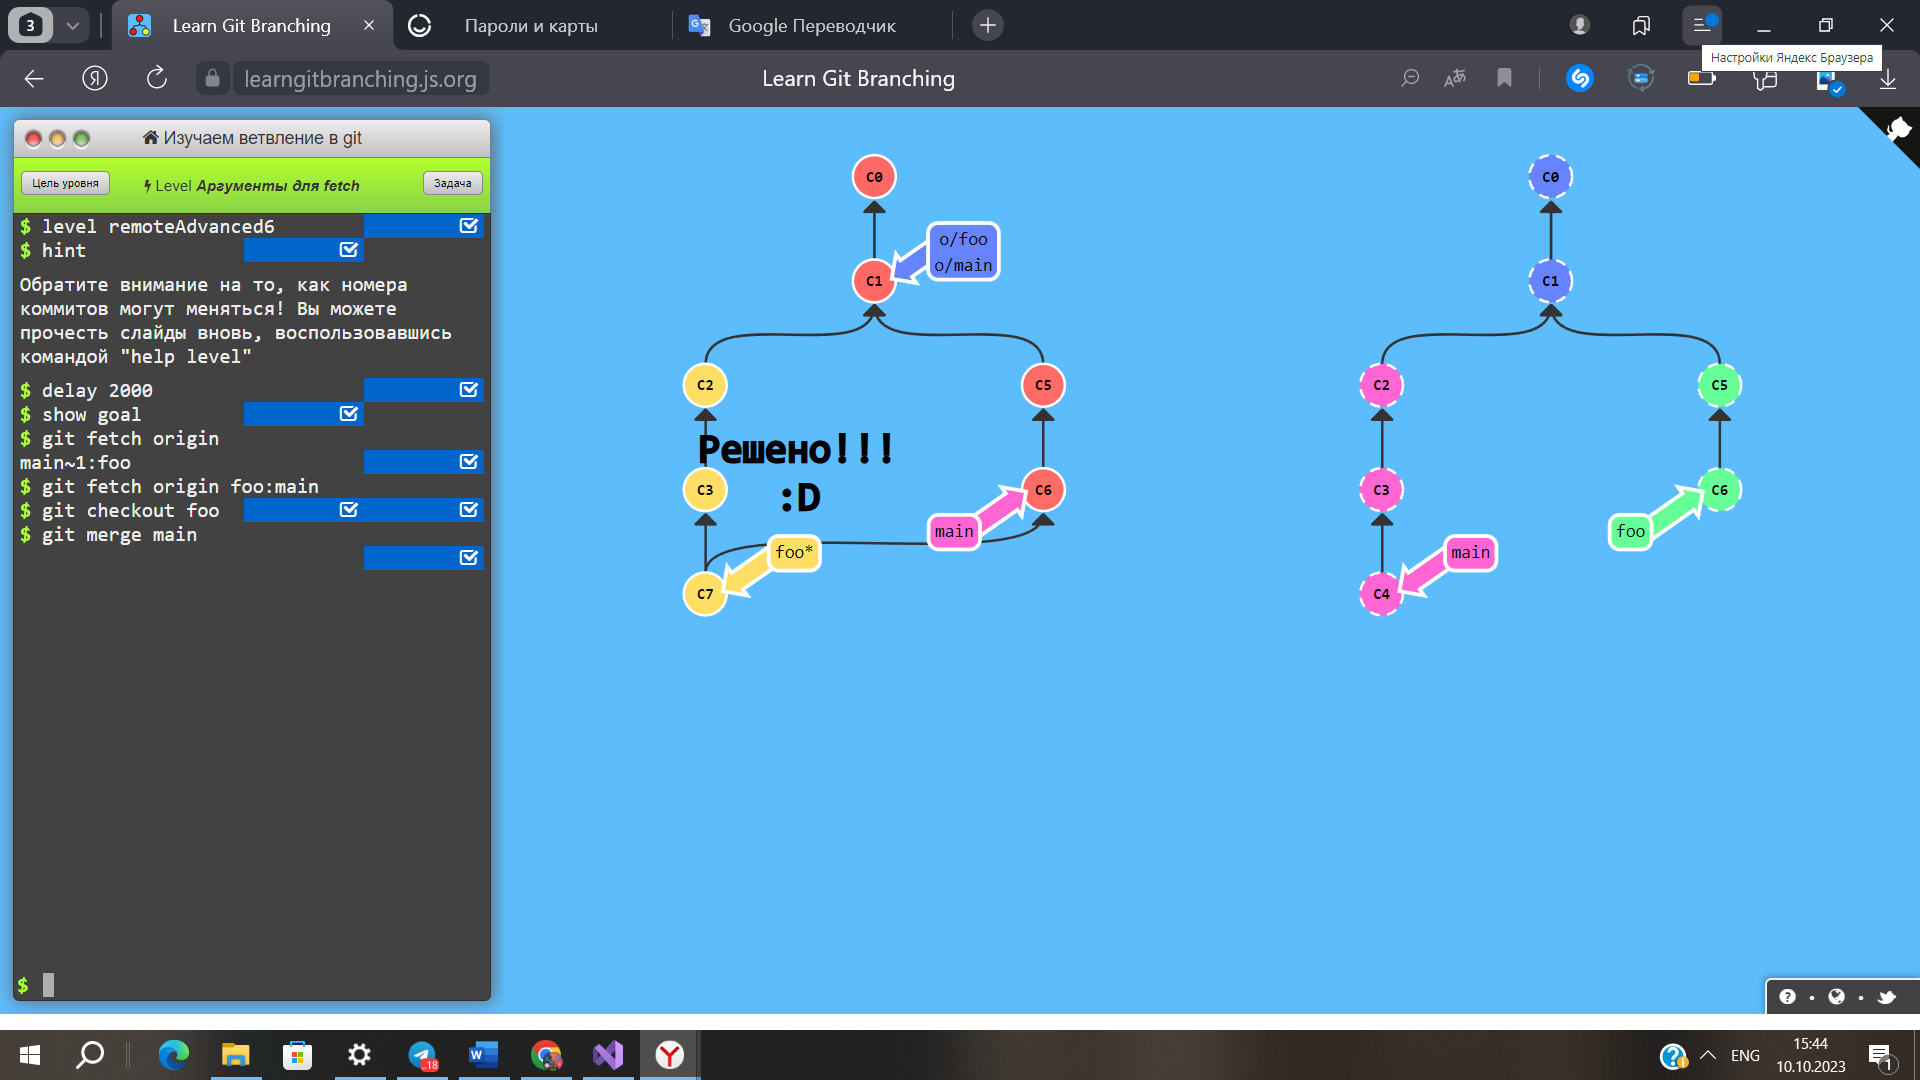 3
Learn Git Branching
Пароли и карты
Google Переводчик
Настройки Яндекс Браузера
learngitbranching.js.org
Learn Git Branching
Изучаем ветвление в git
Цель уровня
Level Аргументы для fetch
Задача
$ level remoteAdvanced6
$ hint
Обратите внимание на то, как номера
коммитов могут меняться! Вы можете
прочесть слайды вновь, воспользовавшись
командой "help level"
$ delay 2000
$ show goal
$ git fetch origin
main~1:foo
$ git fetch origin foo:main
$ git checkout foo
$ git merge main
$
C0
o/foo
o/main
C1
C2
C5
Решено!!!
:D
C3
C6
main
foo*
C7
C0
C1
C2
C5
C3
C6
foo
main
C4
..18
ENG
15:44
10.10.2023
1